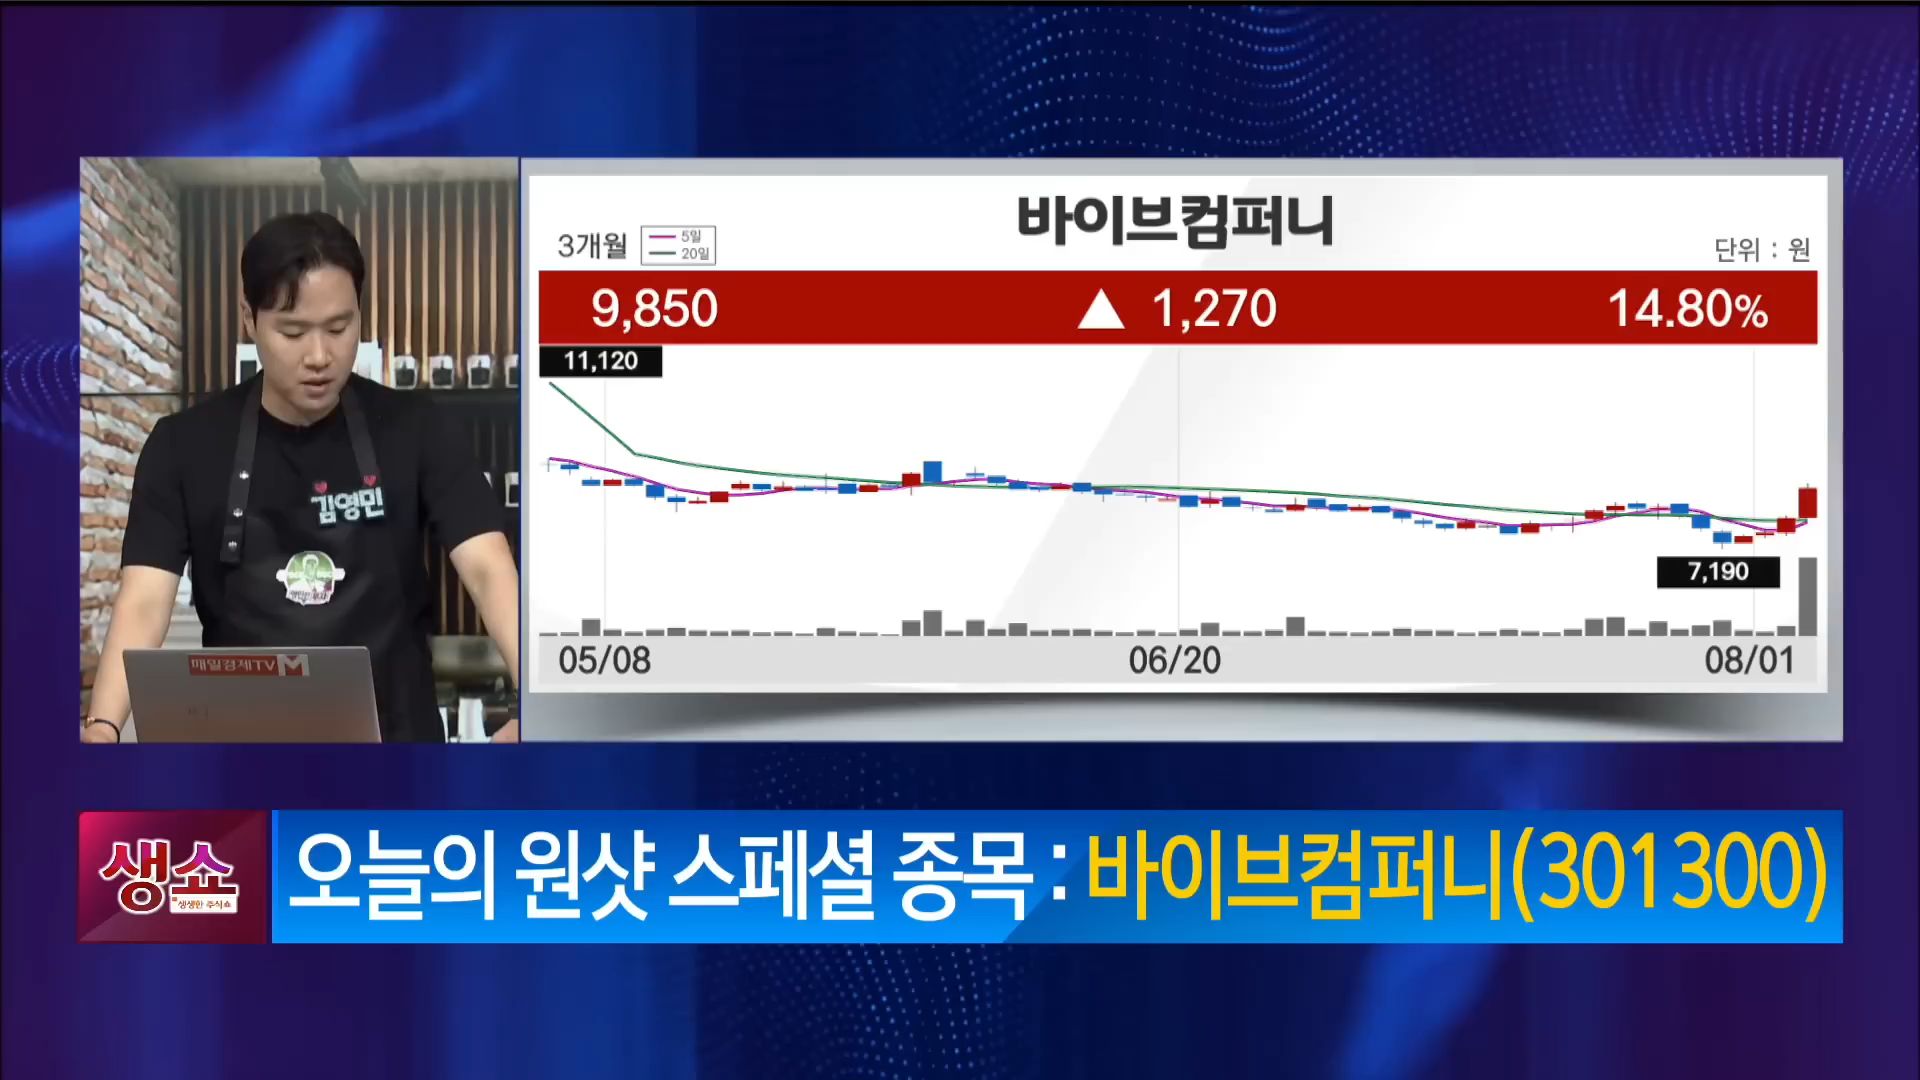 바이브컴퍼니
3개월
5일
20일
단위 : 원
9,850 ▲ 1,270 14.80%
11,120
7,190
05/08 06/20 08/01
김영민
매일경제TV M
생쇼
생생한 주식쇼
오늘의 원샷 스페셜 종목 : 바이브컴퍼니(301300)